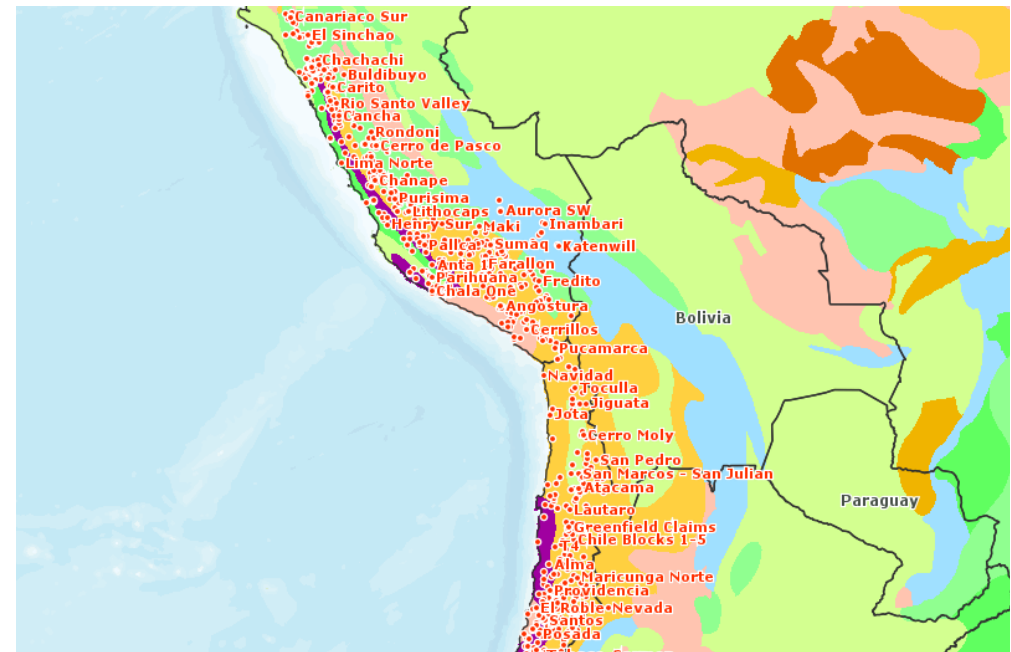 Canariaco Sur
El Sinchao
Chachachi
Buldibuyo
Carito
Rio Santo Valley
Cancha
Rondoni
Cerro de Pasco
Lima Norte
Chanape
Purisima
Lithocaps
Aurora SW
Henry Sur
Maki
Inambari
Pallca
Sumaq
Katenwill
Anta 1
Farallon
Parihuana
Fredito
Chala One
Angostura
Bolivia
Cerrillos
Pucamarca
Navidad
Toculla
Jiguata
Jota
Cerro Moly
San Pedro
San Marcos - San Julian
Atacama
Paraguay
Lautaro
Greenfield Claims
Chile Blocks 1-5
T4
Alma
Maricunga Norte
Providencia
El Roble
Nevada
Santos
Posada